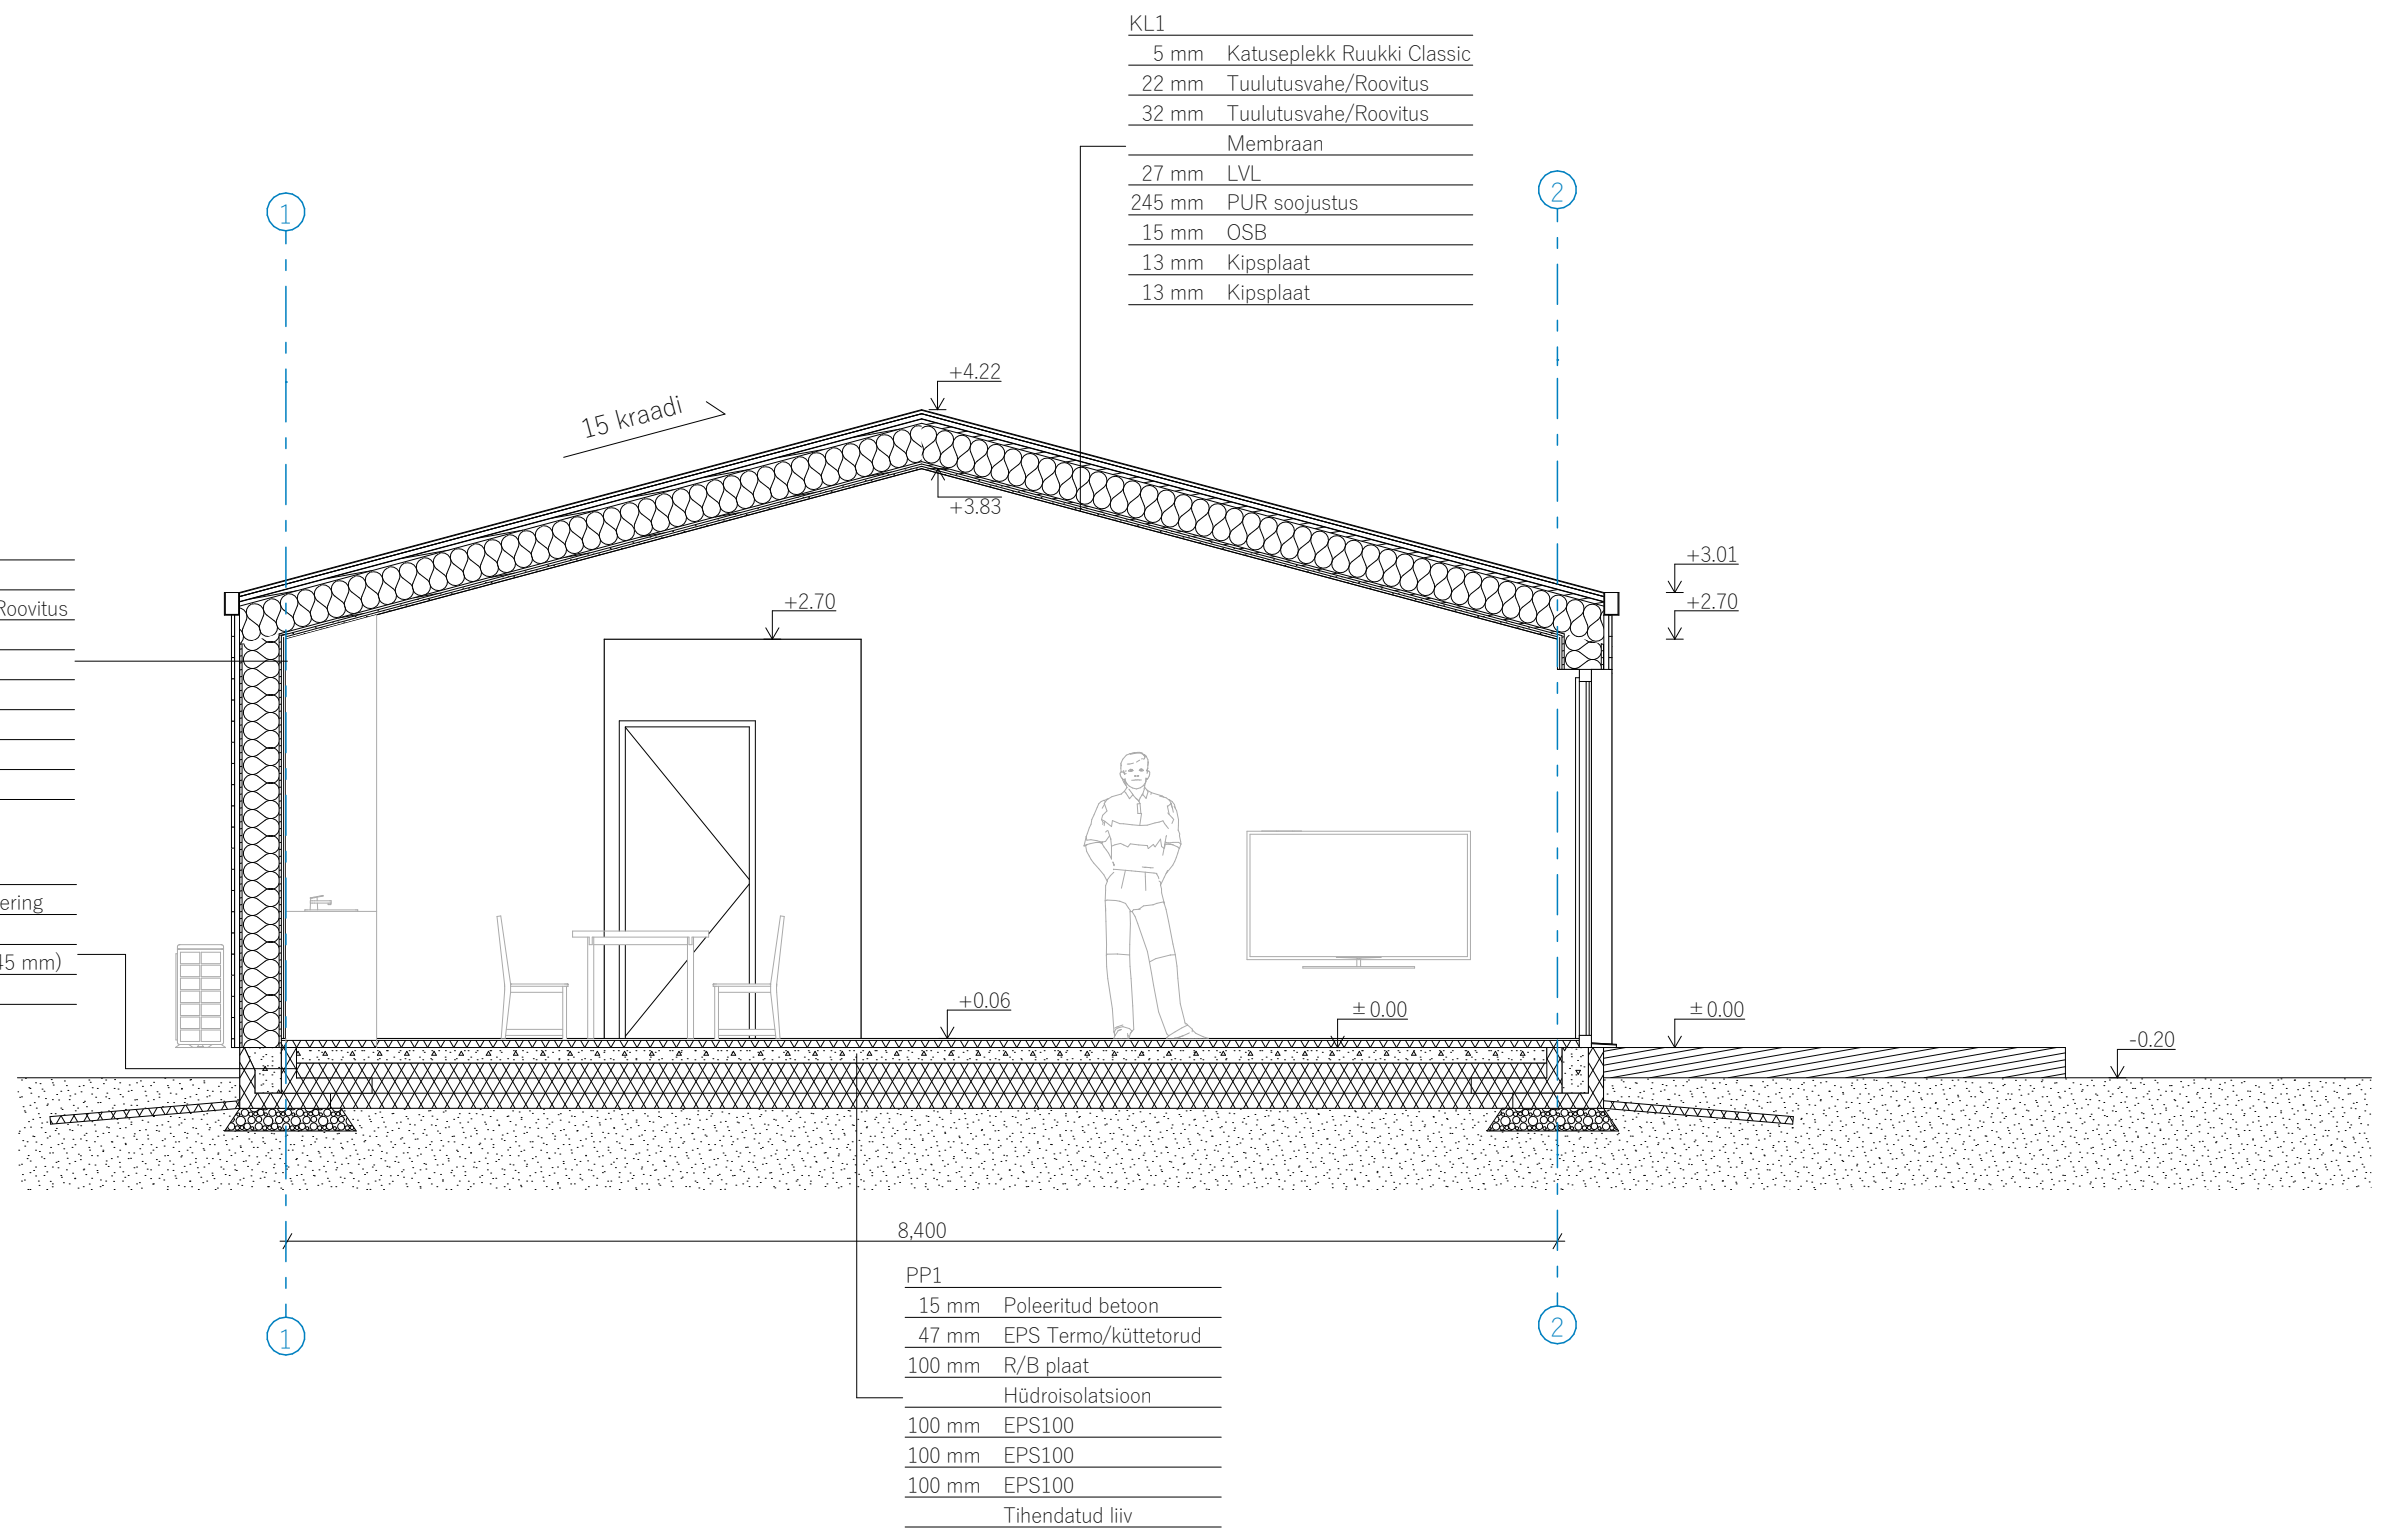 KL1
5 mm Katuseplekk Ruukki Classic
22 mm Tuulutusvahe/Roovitus
32 mm Tuulutusvahe/Roovitus
Membraan
27 mm LVL
245 mm PUR soojustus
15 mm OSB
13 mm Kipsplaat
13 mm Kipsplaat
1
2
+4.22
15 kraadi
+3.83
+3.01
+2.70
+2.70
Roovitus
ering
45 mm)
+0.06
±0.00
±0.00
-0.20
8,400
1
2
PP1
15 mm Poleeritud betoon
47 mm EPS Termo/küttetorud
100 mm R/B plaat
Hüdroisolatsioon
100 mm EPS100
100 mm EPS100
100 mm EPS100
Tihendatud liiv